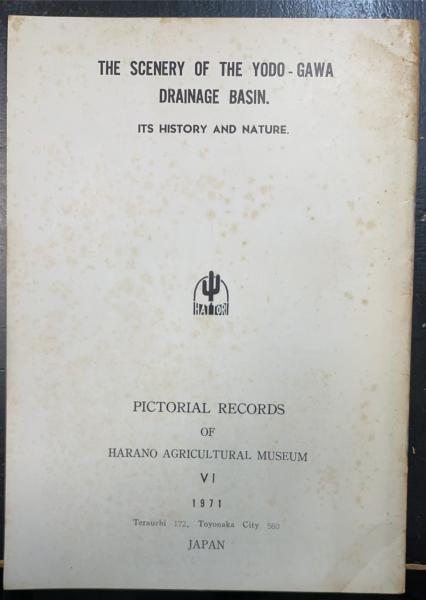 THE SCENERY OF THE YODO-GAWA
DRAINAGE BASIN.
ITS HISTORY AND NATURE.
HATTORI
PICTORIAL RECORDS
OF
HARANO AGRICULTURAL MUSEUM
VI
1971
Terauchi 172, Toyonaka City 560
JAPAN